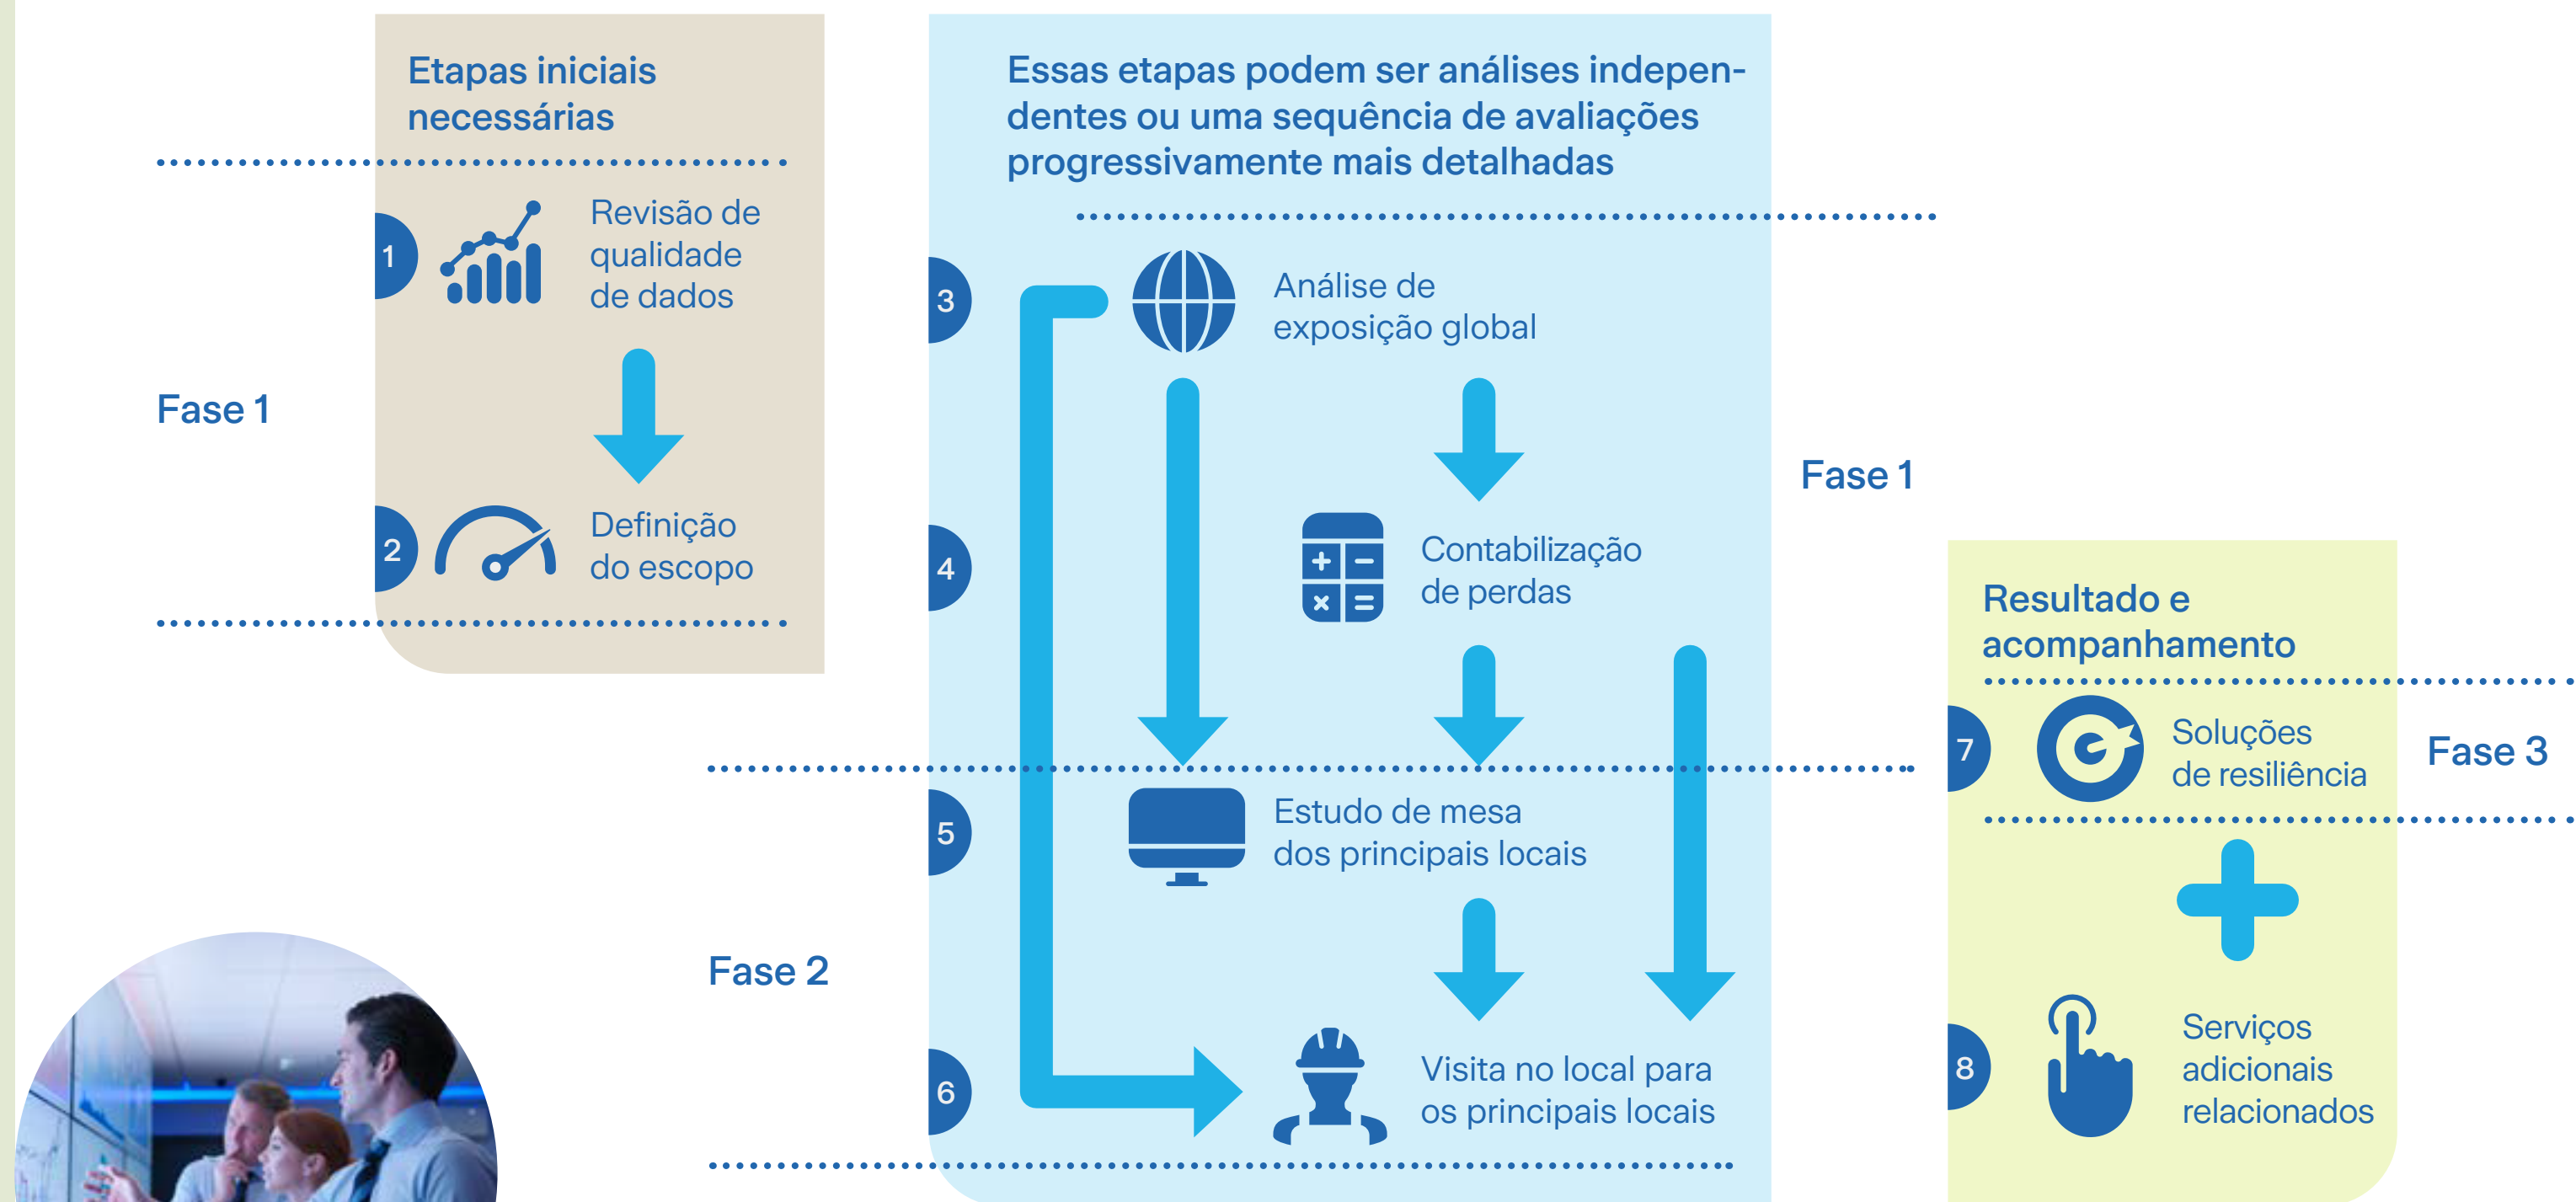 Etapas iniciais
necessárias
Fase 1
1
Revisão de
qualidade
de dados
2
Definição
do escopo
Essas etapas podem ser análises indepen-
dentes ou uma sequência de avaliações
progressivamente mais detalhadas
3
Análise de
exposição global
Fase 1
4
Contabilização
de perdas
Fase 2
5
Estudo de mesa
dos principais locais
6
Visita no local para
os principais locais
Resultado e
acompanhamento
7
Soluções
de resiliência
Fase 3
8
Serviços
adicionais
relacionados